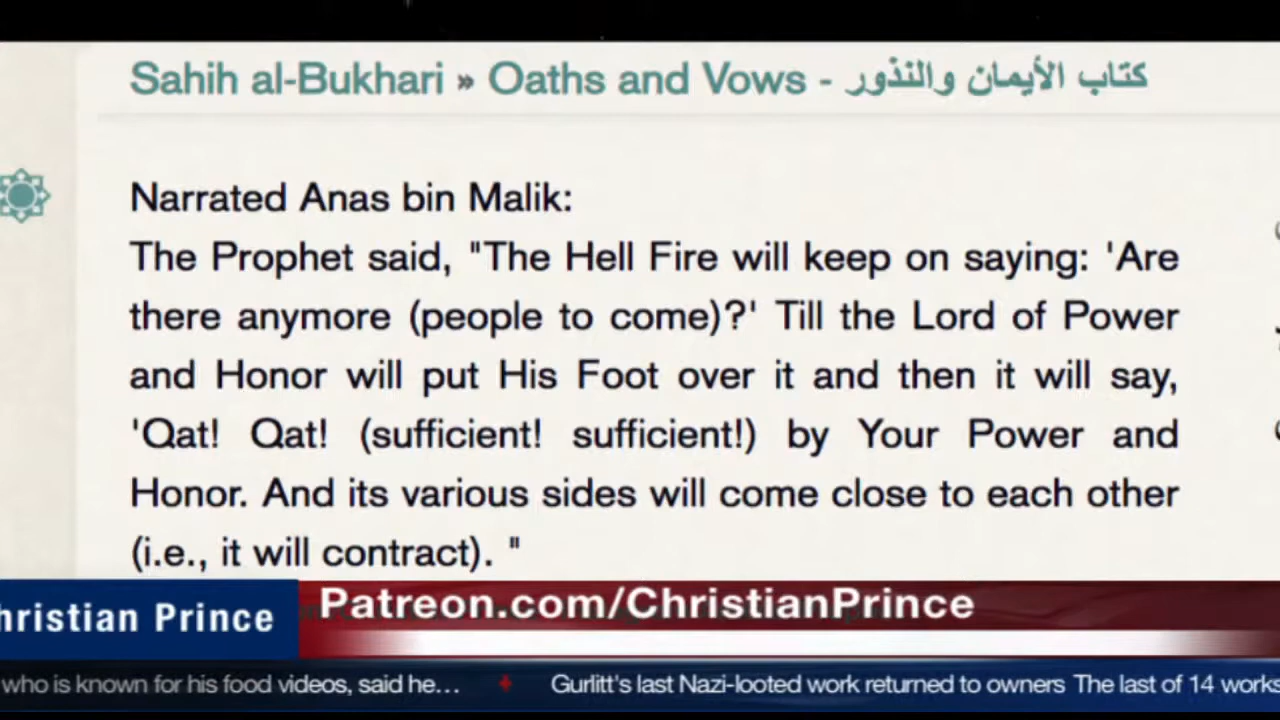 Sahih al-Bukhari » Oaths and Vows - كتاب الأيمان والنذور
Narrated Anas bin Malik:
The Prophet said, "The Hell Fire will keep on saying: 'Are
there anymore (people to come)?' Till the Lord of Power
and Honor will put His Foot over it and then it will say,
'Qat! Qat! (sufficient! sufficient!) by Your Power and
Honor. And its various sides will come close to each other
(i.e., it will contract). "
hristian Prince
Patreon.com/ChristianPrince
who is known for his food videos, said he... Gurlitt's last Nazi-looted work returned to owners The last of 14 works